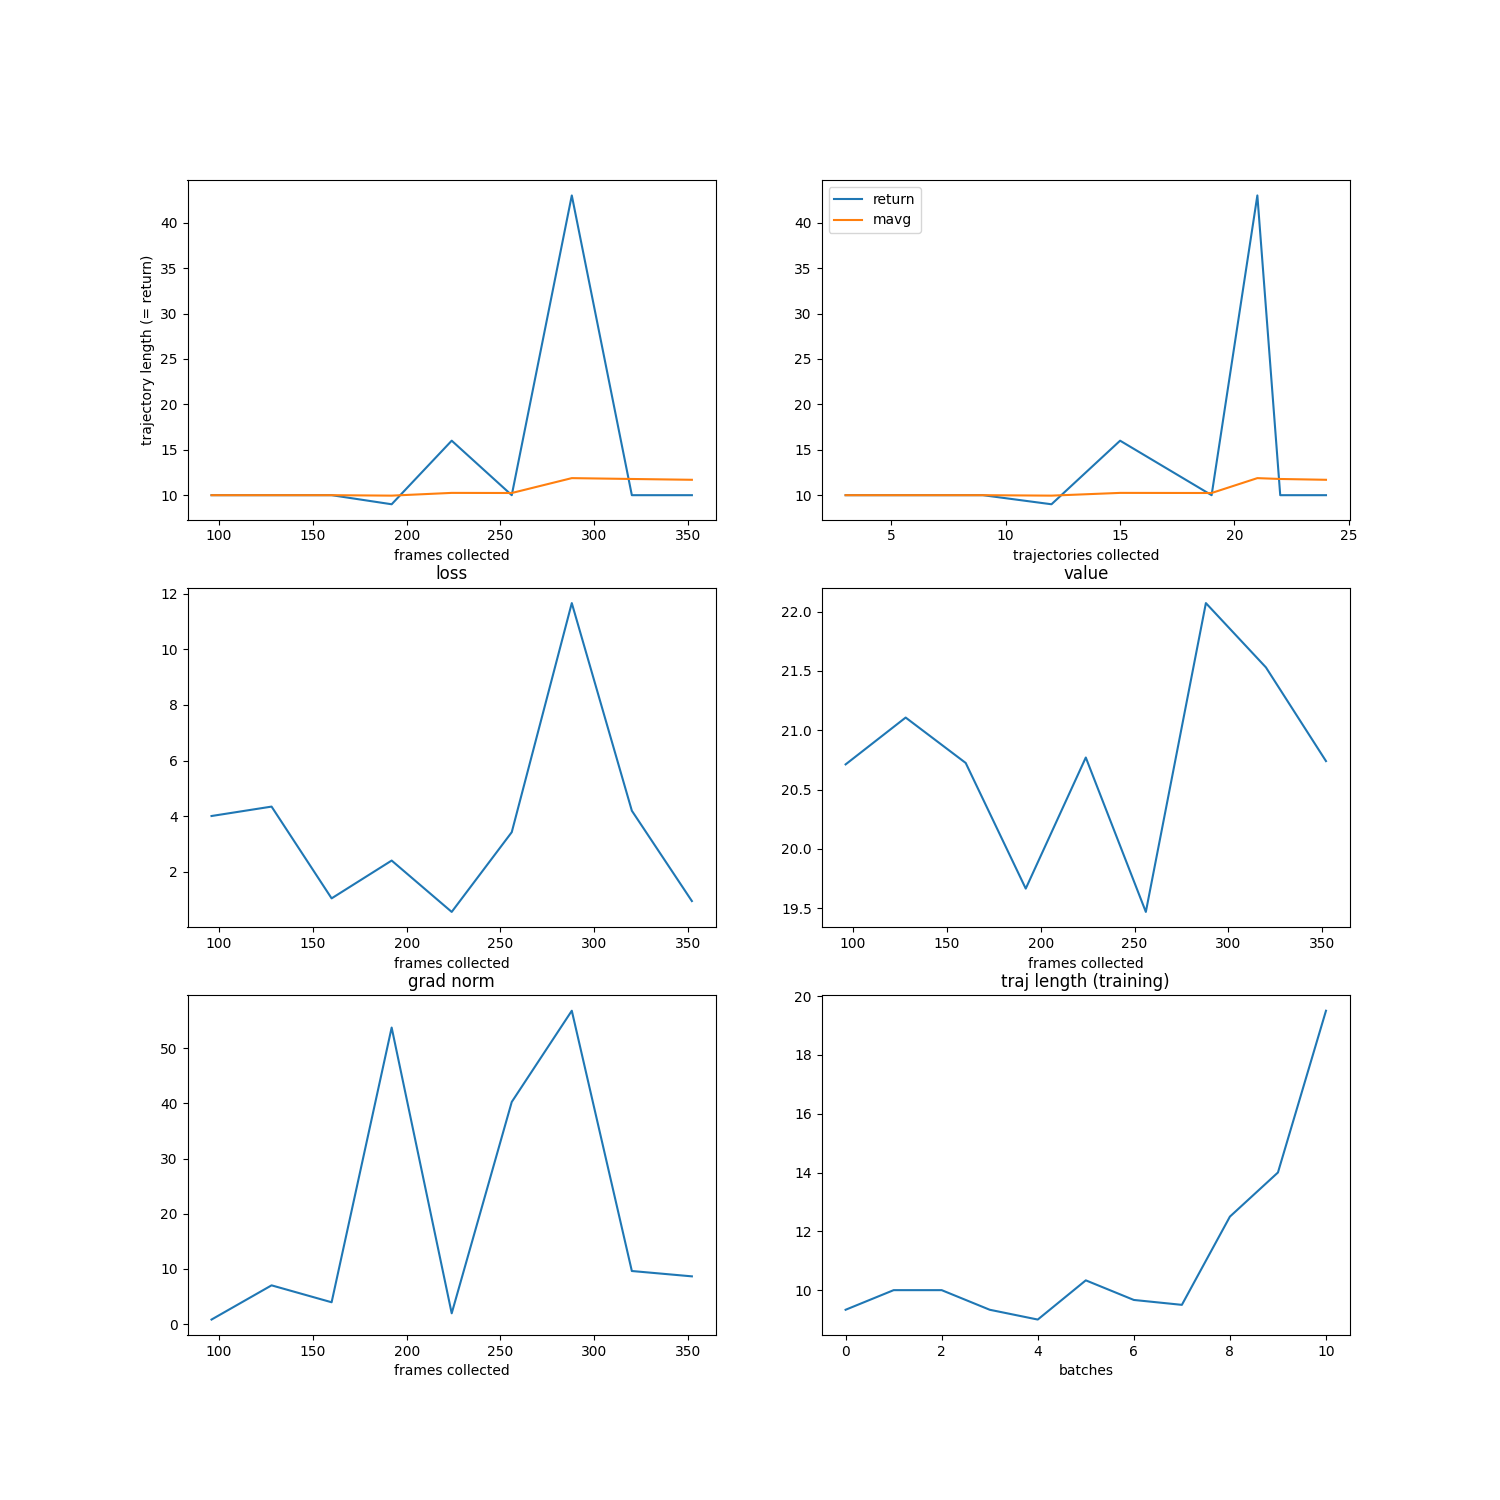 trajectory length (= return)
40
35
30
25
20
15
10
100 150 200 250 300 350
frames collected
return
mavg
40
35
30
25
20
15
10
5 10 15 20 25
trajectories collected
loss
12
10
8
6
4
2
100 150 200 250 300 350
frames collected
value
22.0
21.5
21.0
20.5
20.0
19.5
100 150 200 250 300 350
frames collected
grad norm
50
40
30
20
10
0
100 150 200 250 300 350
frames collected
traj length (training)
20
18
16
14
12
10
0 2 4 6 8 10
batches